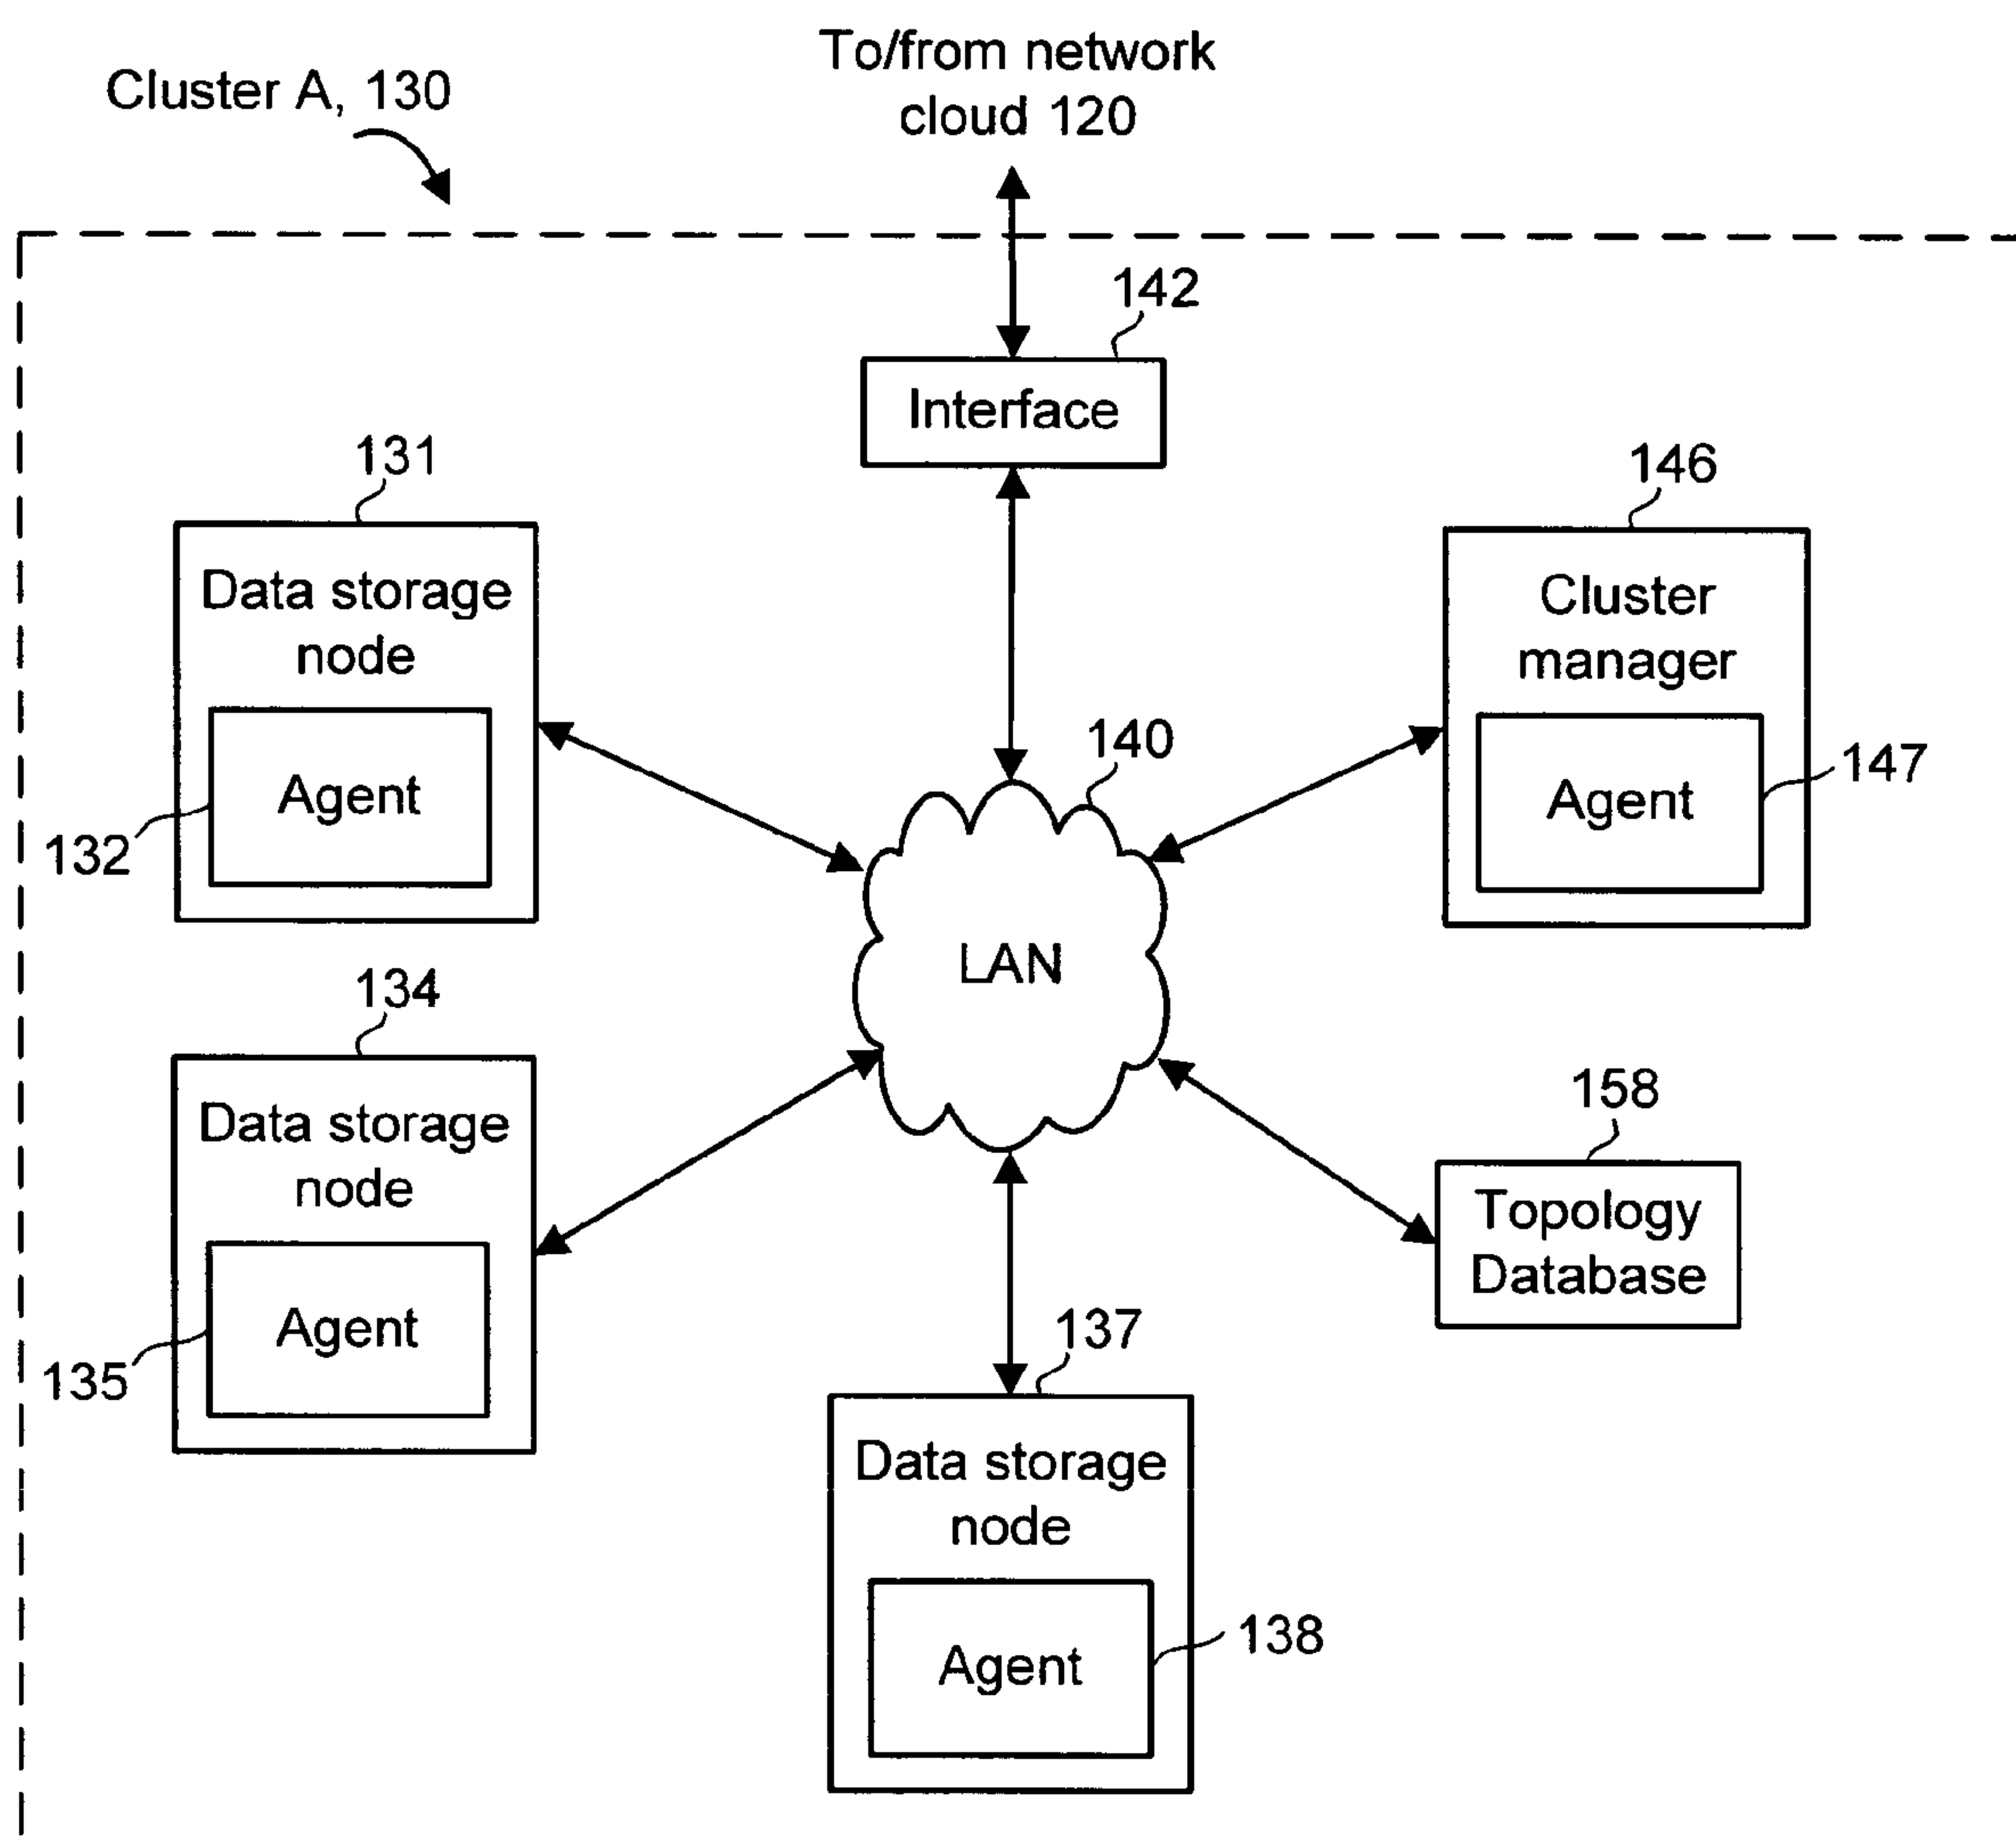 To/from network
cloud 120
Cluster A, 130
142
Interface
131
Data storage
node
Agent
132
146
Cluster
manager
Agent
147
140
LAN
134
Data storage
node
Agent
135
158
Topology
Database
137
Data storage
node
Agent
138